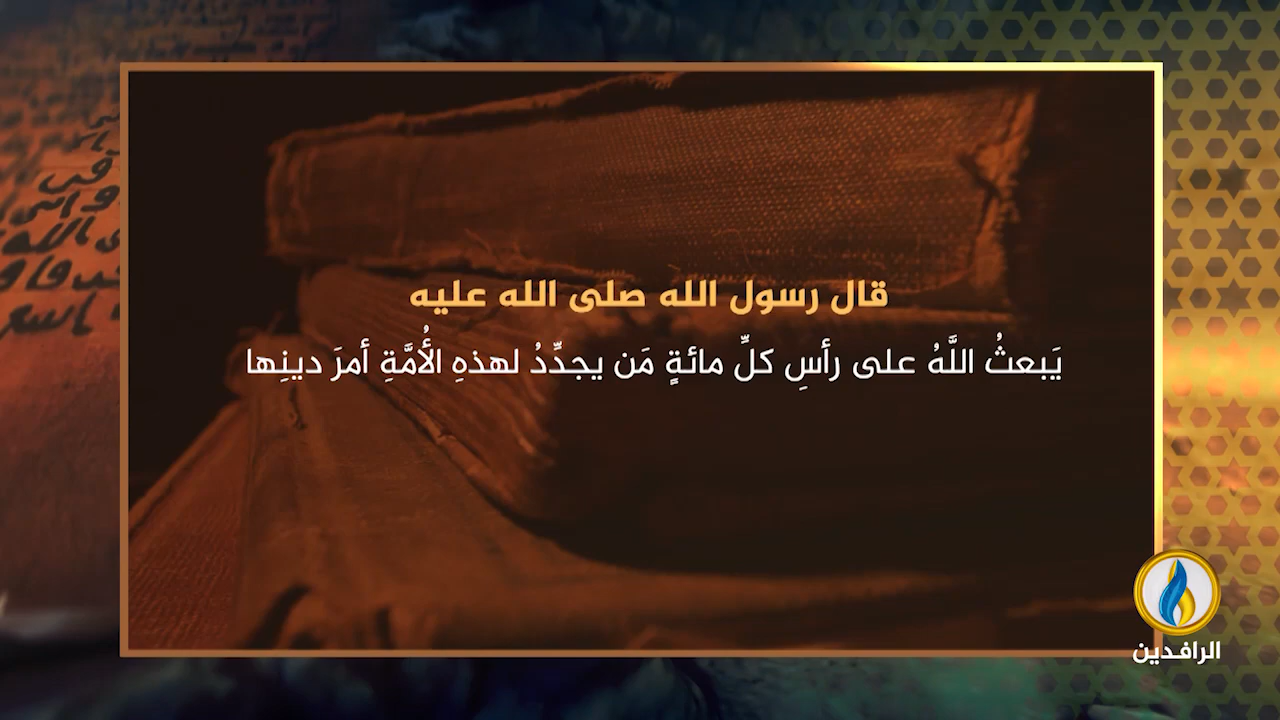 قال رسول الله صلى الله عليه
يَبعثُ اللَّهُ على رأسِ كلِّ مائةٍ مَن يجدِّدُ لهذهِ الأُمَّةِ أمرَ دينِها
الرافدين